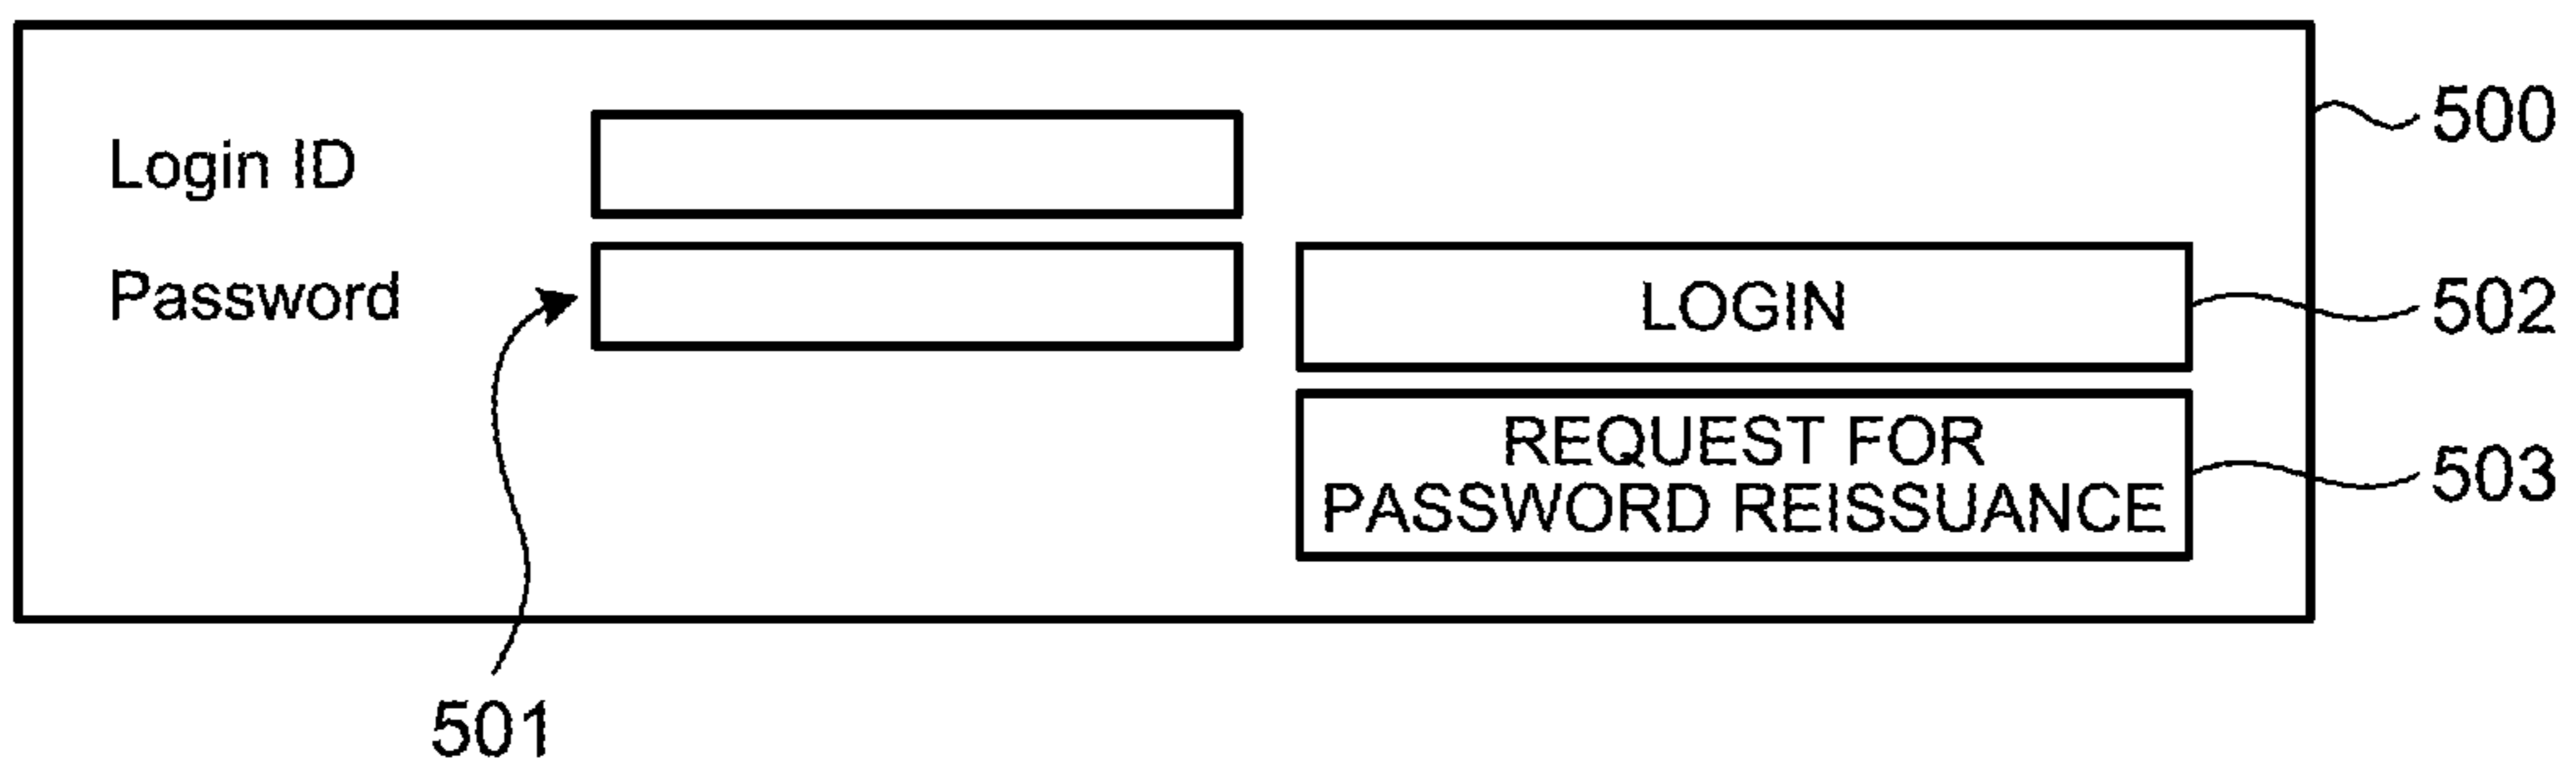 Login ID
500
Password
LOGIN
502
REQUEST FOR
PASSWORD REISSUANCE
503
501